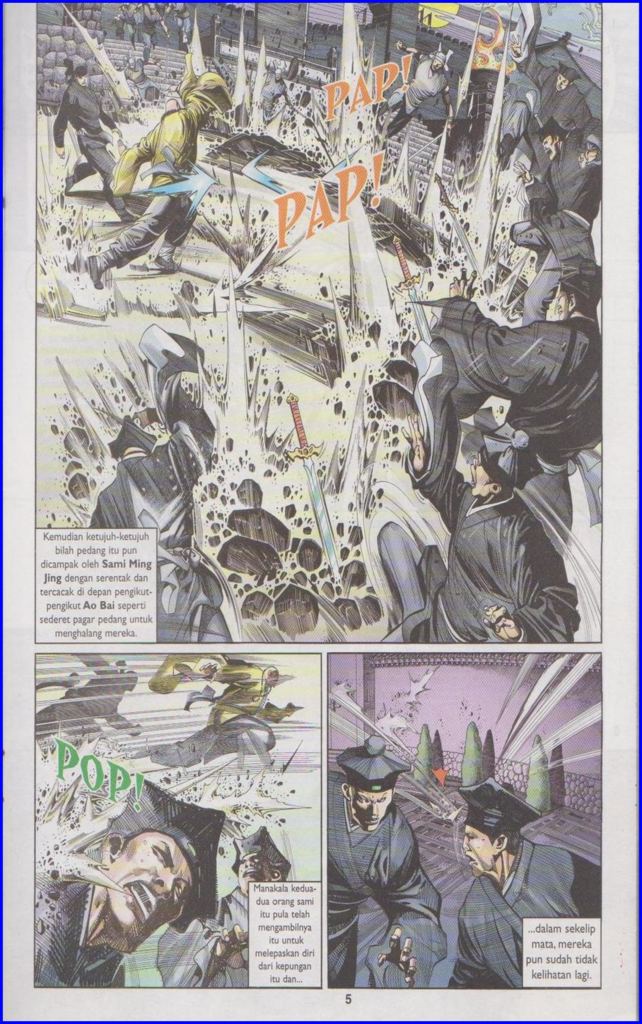 PAP!
PAP!
Kemudian ketujuh-ketujuh
bilah pedang itu pun
dicampak oleh Sami Ming
Jing dengan serentak dan
tercacak di depan pengikut-
pengikut Ao Bai seperti
sederet pagar pedang untuk
menghalang mereka.
POP!
Manakala kedua-
dua orang sami
itu pula telah
mengambilnya
itu untuk
melepaskan diri
dari kepungan
itu dan...
...dalam sekelip
mata, mereka
pun sudah tidak
kelihatan lagi.
5